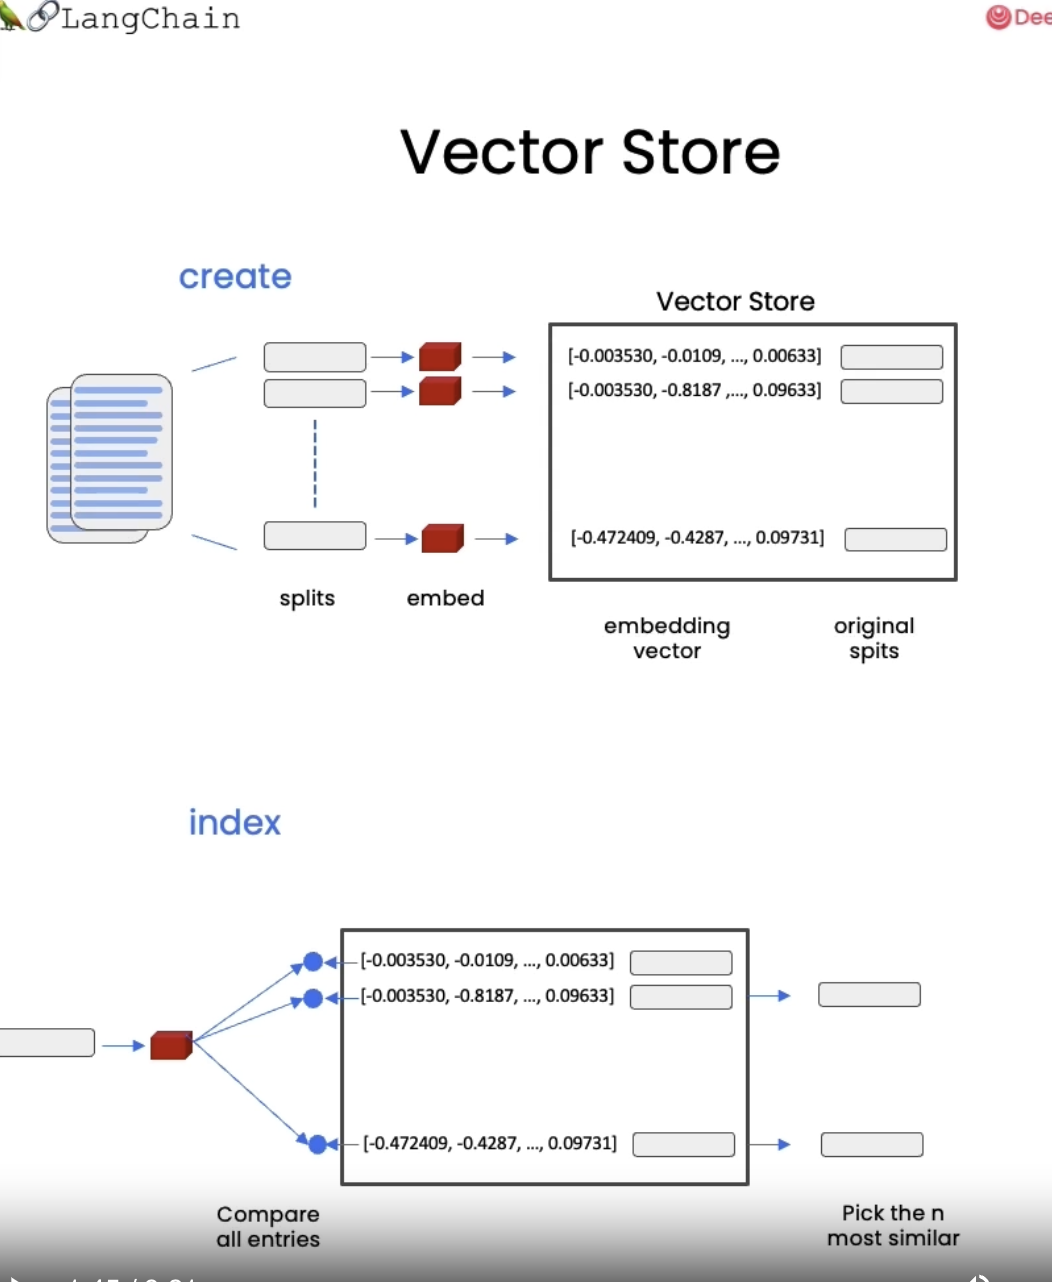 LangChain
Dee
Vector Store
create
Vector Store
[-0.003530, -0.0109, ..., 0.00633]
[-0.003530, -0.8187 ,..., 0.09633]
[-0.472409, -0.4287, ..., 0.09731]
splits
embed
embedding
vector
original
spits
index
[-0.003530, -0.0109, ..., 0.00633]
[-0.003530, -0.8187, ..., 0.09633]
[-0.472409, -0.4287, ..., 0.09731]
Compare
all entries
Pick the n
most similar